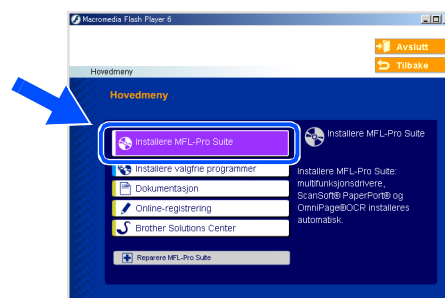 Macromedia Flash Player 6
Avslutt
Tilbake
Hovedmeny
Hovedmeny
Installere MFL-Pro Suite
Installere valgfrie programmer
Dokumentasjon
Online-registrering
Brother Solutions Center
Reparere MFL-Pro Suite
Installere MFL-Pro Suite
Installere MFL-Pro Suite:
multifunksjonsdrivere,
ScanSoft® PaperPort® og
OmniPage®OCR installeres
automatisk.